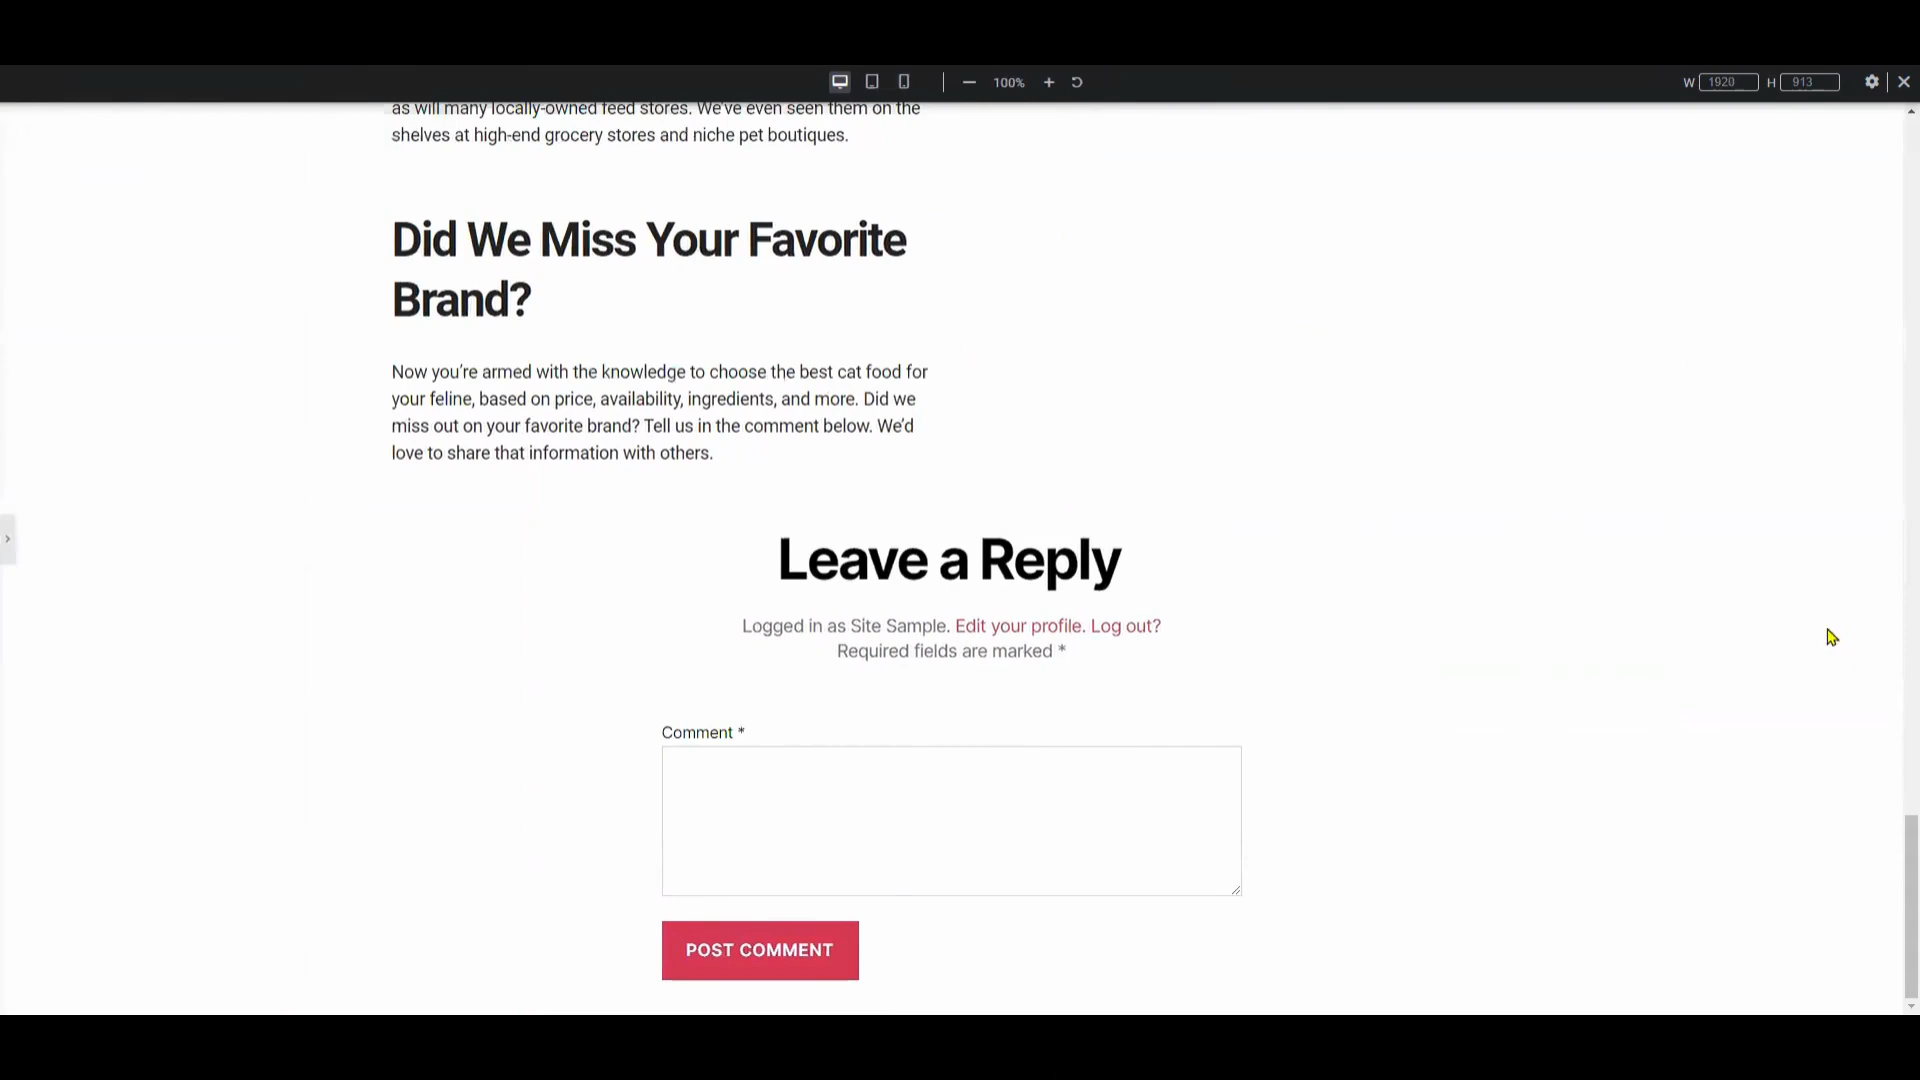 100%
W 1920 H 913
as will many locally-owned feed stores. We've even seen them on the
shelves at high-end grocery stores and niche pet boutiques.
Did We Miss Your Favorite
Brand?
Now you're armed with the knowledge to choose the best cat food for
your feline, based on price, availability, ingredients, and more. Did we
miss out on your favorite brand? Tell us in the comment below. We'd
love to share that information with others.
Leave a Reply
Logged in as Site Sample. Edit your profile. Log out?
Required fields are marked *
Comment *
POST COMMENT